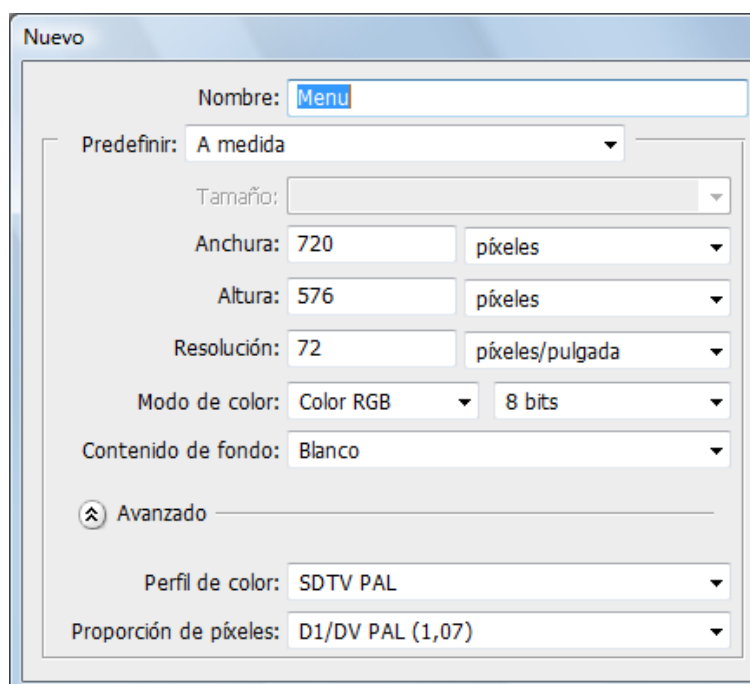 Nuevo
Nombre: Menu
Predefinir: A medida
Tamaño:
Anchura: 720 píxeles
Altura: 576 píxeles
Resolución: 72 píxeles/pulgada
Modo de color: Color RGB 8 bits
Contenido de fondo: Blanco
Avanzado
Perfil de color: SDTV PAL
Proporción de píxeles: D1/DV PAL (1,07)